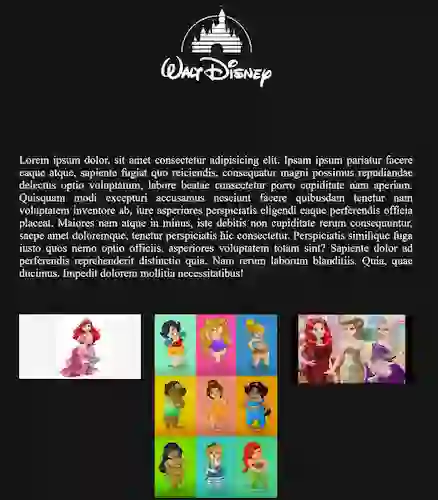 WALT DISNEY
Lorem ipsum dolor, sit amet consectetur adipisicing elit. Ipsam ipsum pariatur facere
eaque atque, sapiente fugiat quo reiciendis, consequatur magni possimus repudiandae
delectus optio voluptatum, labore beatae consectetur porro cupiditate nam aperiam.
Quisquam modi excepturi accusamus nesciunt facere quibusdam tenetur nam
voluptatem inventore ab, iure asperiores perspiciatis eligendi eaque perferendis officia
placeat. Maiores nam atque in minus, iste debitis non cupiditate rerum consequuntur,
saepe amet doloremque, tenetur perspiciatis hic consectetur. Perspiciatis similique fuga
iusto quos nemo optio officiis, asperiores voluptatem totam sint? Sapiente dolor ad
perferendis reprehenderit distinctio quia. Nam rerum laborum blanditiis. Quia, quae
ducimus. Impedit dolorem mollitia necessitatibus!